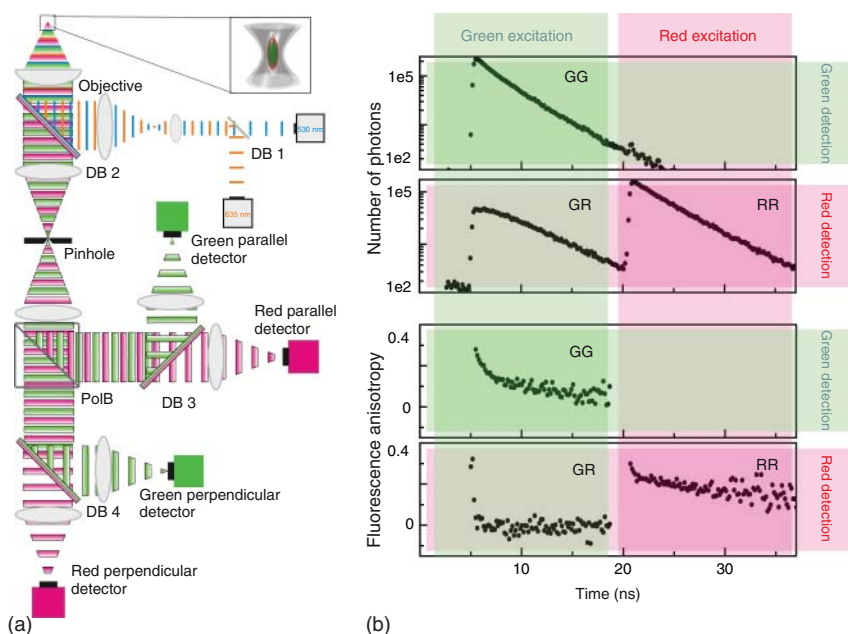 Objective
530 nm
DB 1
DB 2
635 nm
Green parallel
detector
Pinhole
Red parallel
detector
DB 3
PolB
DB 4
Green perpendicular
detector
Red perpendicular
detector
(a)
Green excitation
Red excitation
Number of photons
1e5
GG
1e2
Green detection
1e5
GR
RR
1e2
Red detection
Fluorescence anisotropy
0.4
GG
0
Green detection
0.4
GR
RR
0
Red detection
10
20
30
Time (ns)
(b)